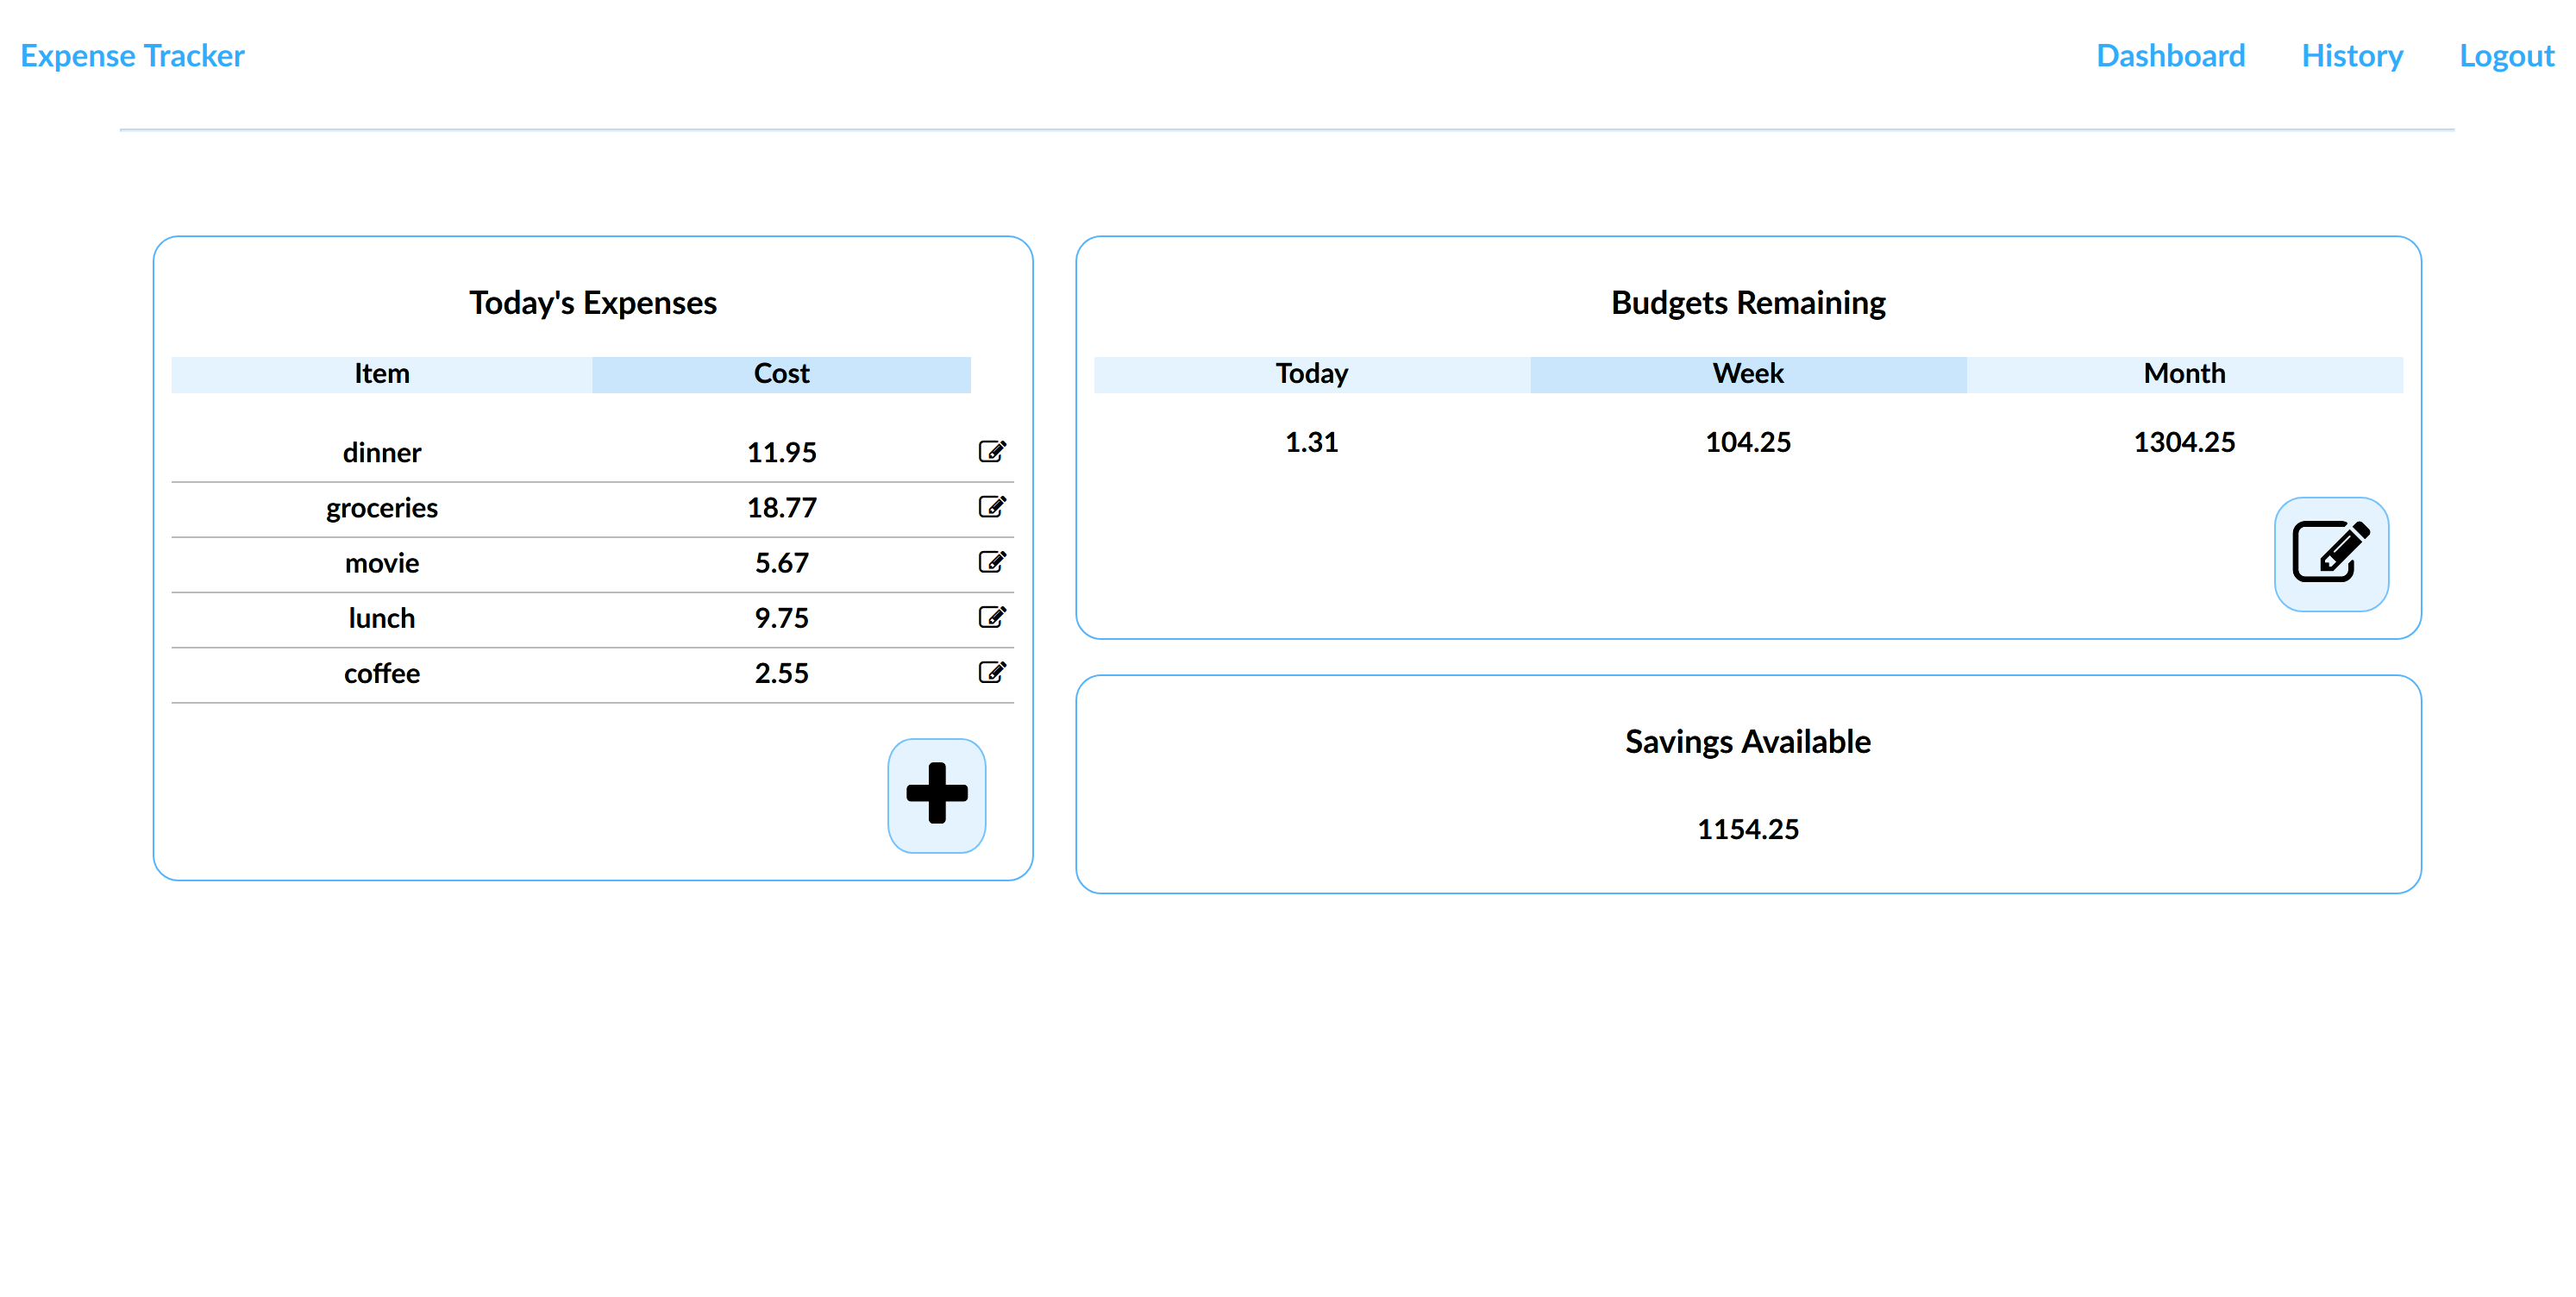 Expense Tracker
Dashboard History Logout
Today's Expenses
Item Cost
dinner 11.95
groceries 18.77
movie 5.67
lunch 9.75
coffee 2.55
Budgets Remaining
Today Week Month
1.31 104.25 1304.25
Savings Available
1154.25